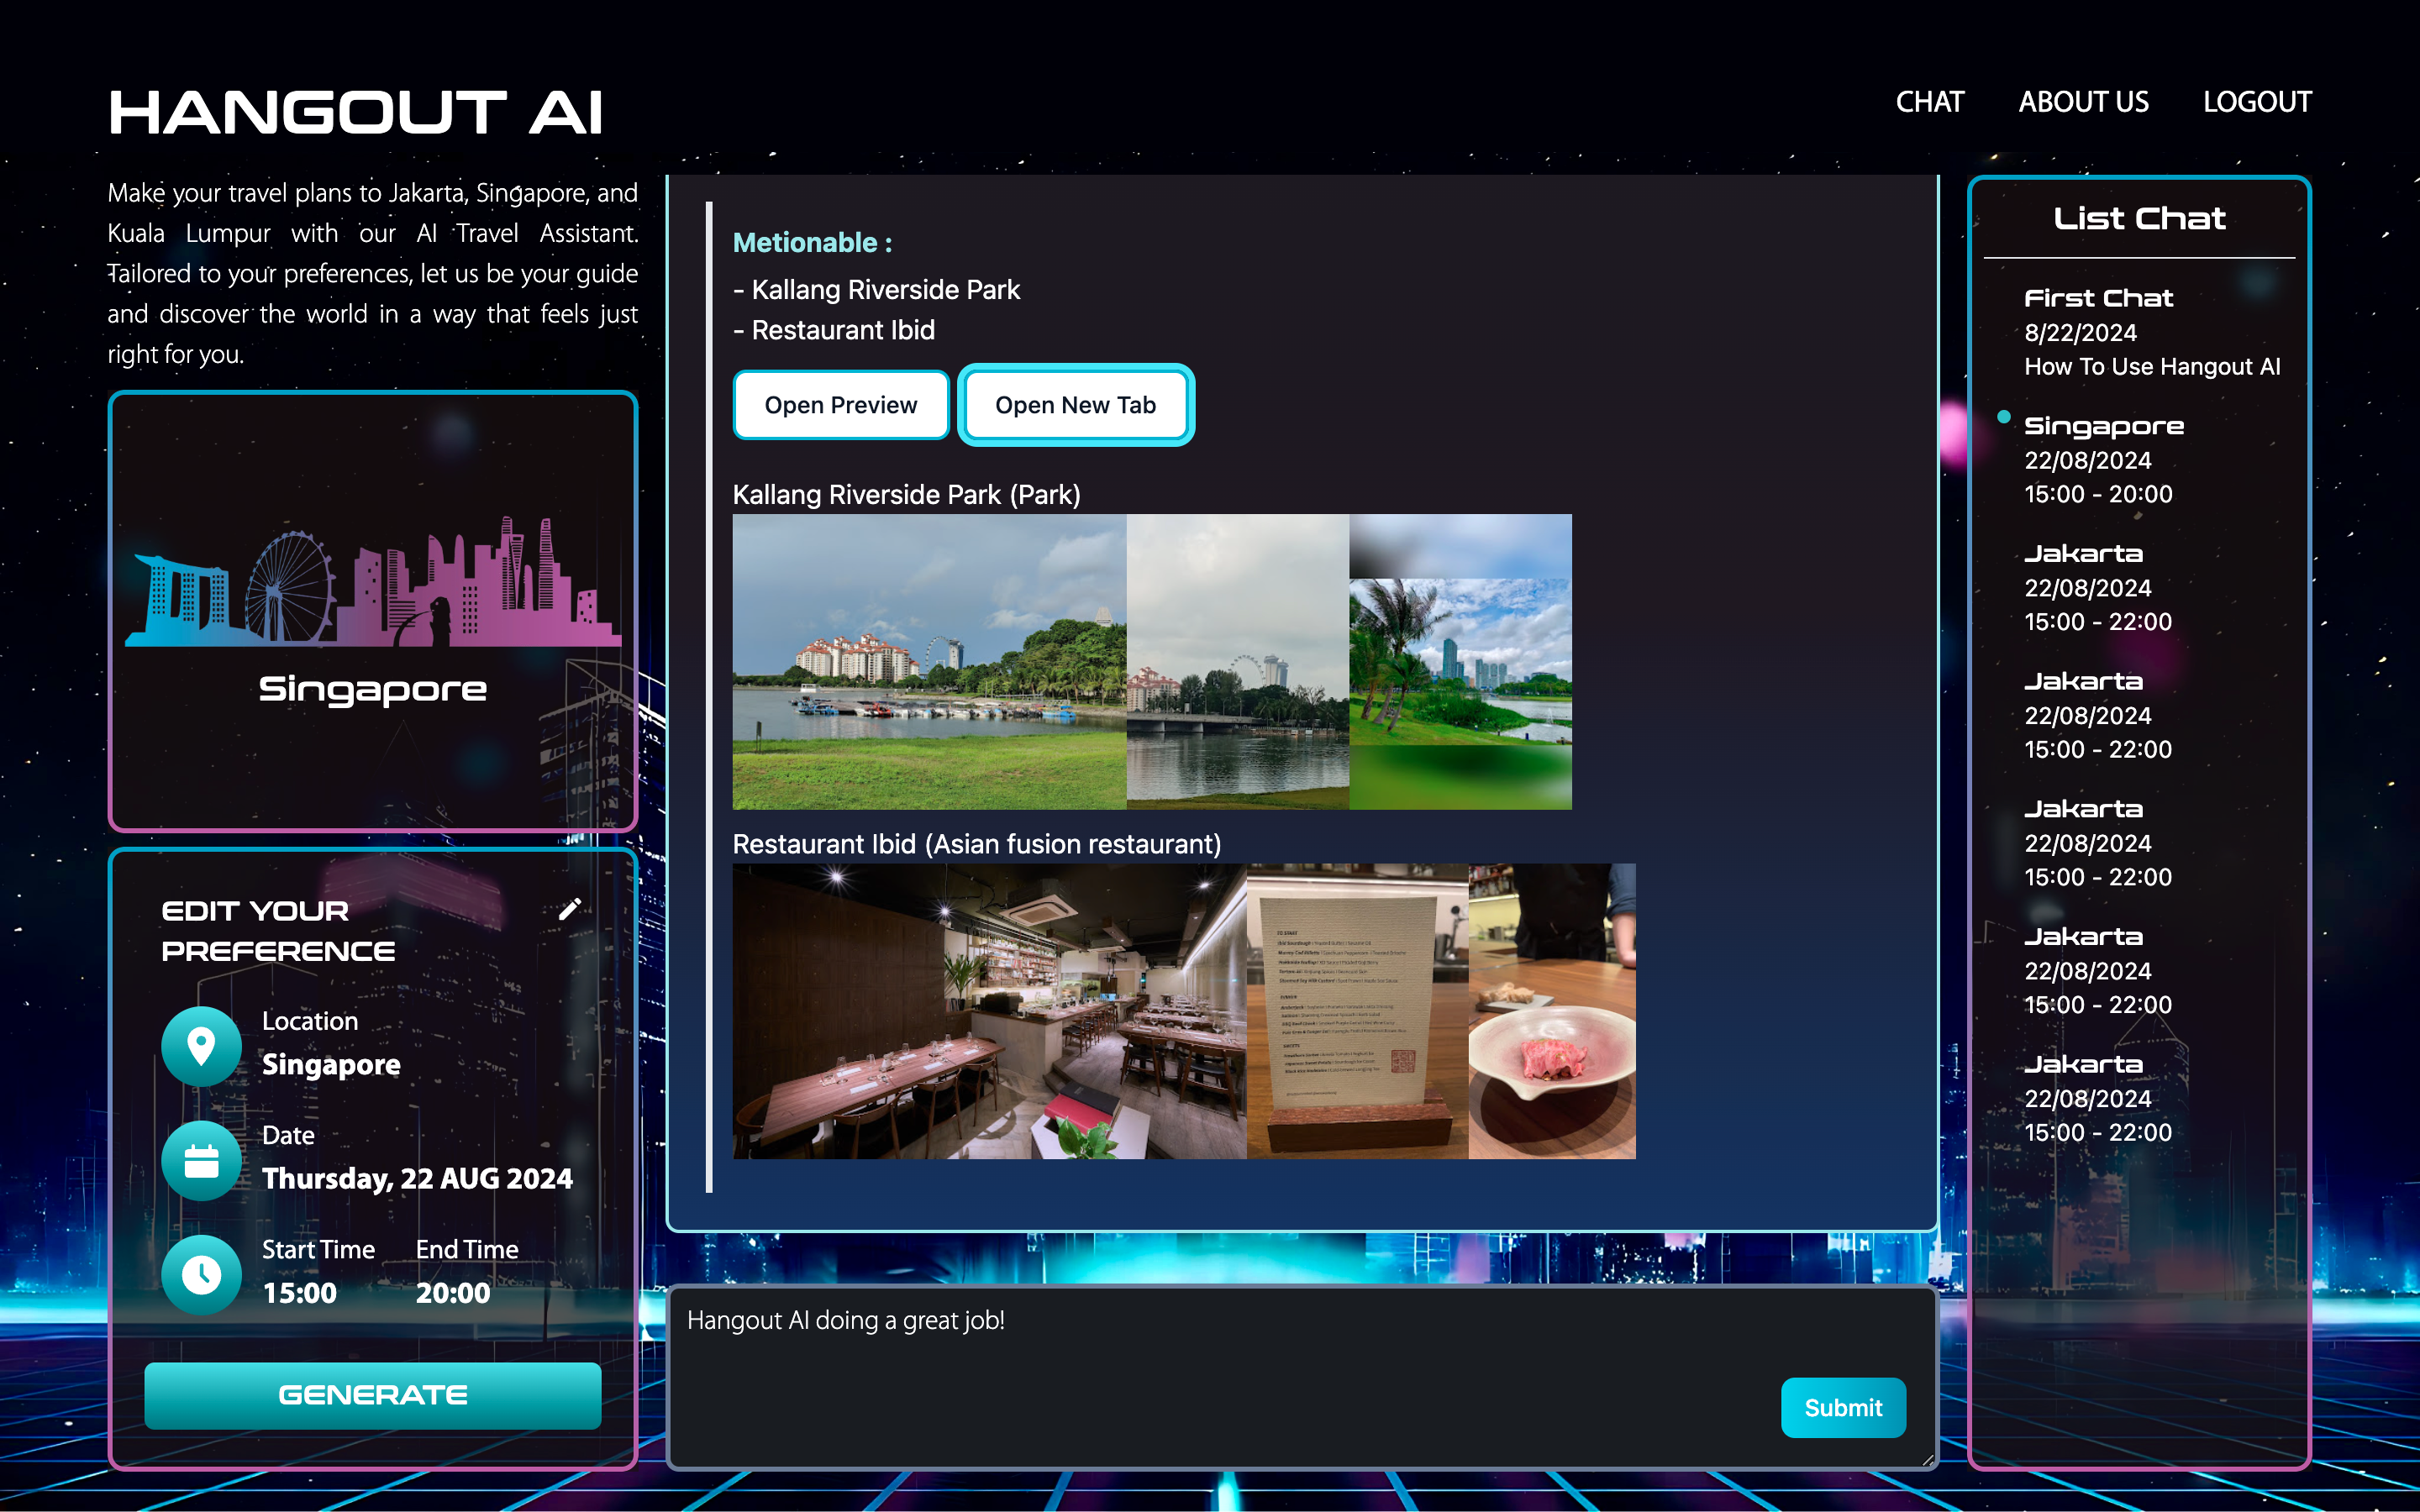 HANGOUT AI
CHAT
ABOUT US
LOGOUT
Make your travel plans to Jakarta, Singapore, and
Kuala Lumpur with our AI Travel Assistant.
Tailored to your preferences, let us be your guide
and discover the world in a way that feels just
right for you.
Singapore
EDIT YOUR
PREFERENCE
Location
Singapore
Date
Thursday, 22 AUG 2024
Start Time
End Time
15:00
20:00
GENERATE
Metionable :
- Kallang Riverside Park
- Restaurant Ibid
Open Preview
Open New Tab
Kallang Riverside Park (Park)
Restaurant Ibid (Asian fusion restaurant)
TO START
DINNER
SWEETS
Hangout AI doing a great job!
Submit
List Chat
First Chat
8/22/2024
How To Use Hangout AI
Singapore
22/08/2024
15:00 - 20:00
Jakarta
22/08/2024
15:00 - 22:00
Jakarta
22/08/2024
15:00 - 22:00
Jakarta
22/08/2024
15:00 - 22:00
Jakarta
22/08/2024
15:00 - 22:00
Jakarta
22/08/2024
15:00 - 22:00